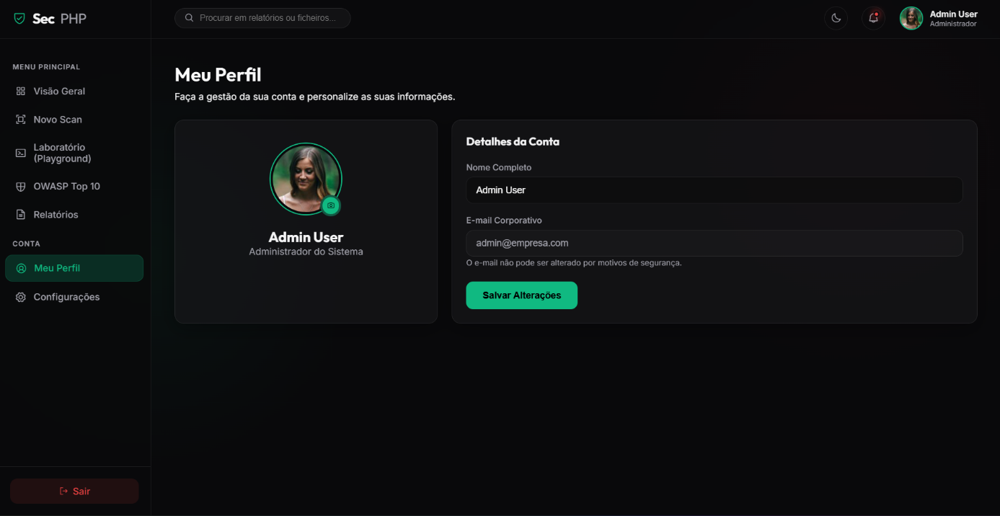 Sec PHP
Procurar em relatórios ou ficheiros...
Admin User
Administrador
MENU PRINCIPAL
Visão Geral
Novo Scan
Laboratório
(Playground)
OWASP Top 10
Relatórios
CONTA
Meu Perfil
Configurações
Sair
Meu Perfil
Faça a gestão da sua conta e personalize as suas informações.
Admin User
Administrador do Sistema
Detalhes da Conta
Nome Completo
Admin User
E-mail Corporativo
admin@empresa.com
O e-mail não pode ser alterado por motivos de segurança.
Salvar Alterações